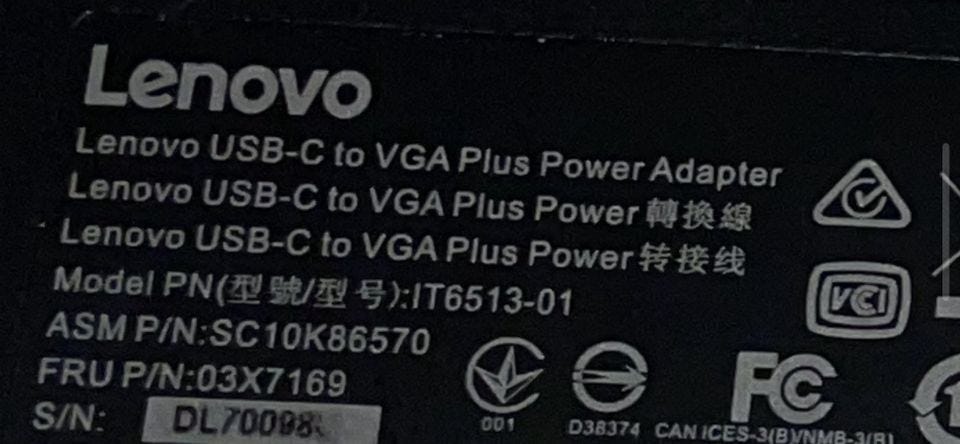 Lenovo
Lenovo USB-C to VGA Plus Power Adapter
Lenovo USB-C to VGA Plus Power 轉換線
Lenovo USB-C to VGA Plus Power 转接线
Model PN(型號/型号):IT6513-01
ASM P/N:SC10K86570
FRU P/N:03X7169
S/N: DL70098
VCI
FC
001
D38374
CAN ICES-3(B)/NMB-3(B)